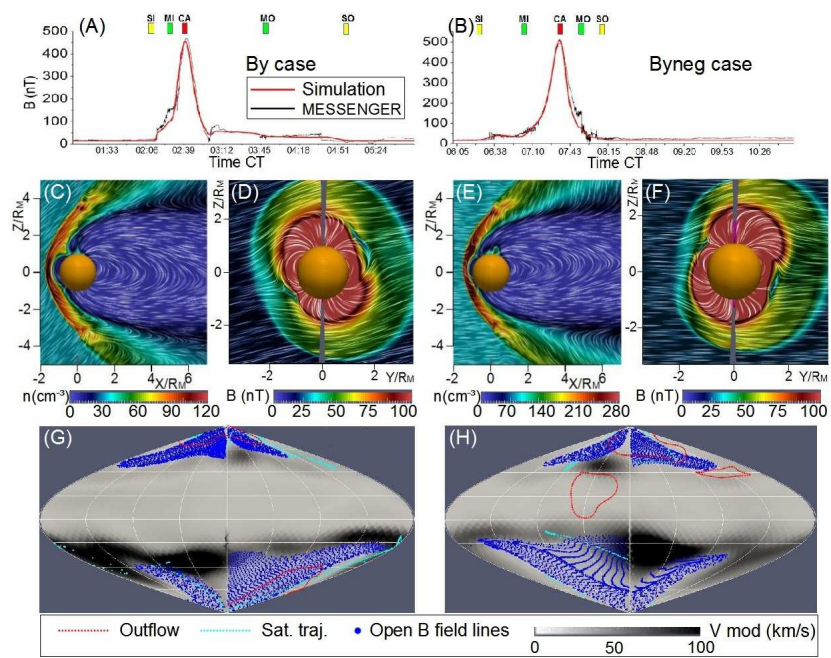 SI MI CA MO SO
(A)
By case
Simulation
MESSENGER
B (nT)
500
400
300
200
100
0
01:33 02:06 02:39 03:12 03:45 04:18 04:51 05:24
Time CT
SI MI CA MO SO
(B)
Byneg case
500
400
300
200
100
0
06.05 06.38 07.10 07.43 08.15 08.48 09.20 09.53 10.26
Time CT
(C)
Z/RM
4
2
0
-2
-4
-2 0 2 4 6
X/RM
n(cm-3)
0 30 60 90 120
(D)
Z/RM
2
0
-2
-2 0 2
Y/RM
B (nT)
0 25 50 75 100
(E)
Z/RM
4
2
0
-2
-4
-2 0 2 4 6
X/RM
n(cm-3)
0 70 140 210 280
(F)
Z/RM
2
0
-2
-2 0 2
Y/RM
B (nT)
0 25 50 75 100
(G)
(H)
Outflow
Sat. traj.
Open B field lines
V mod (km/s)
0 50 100